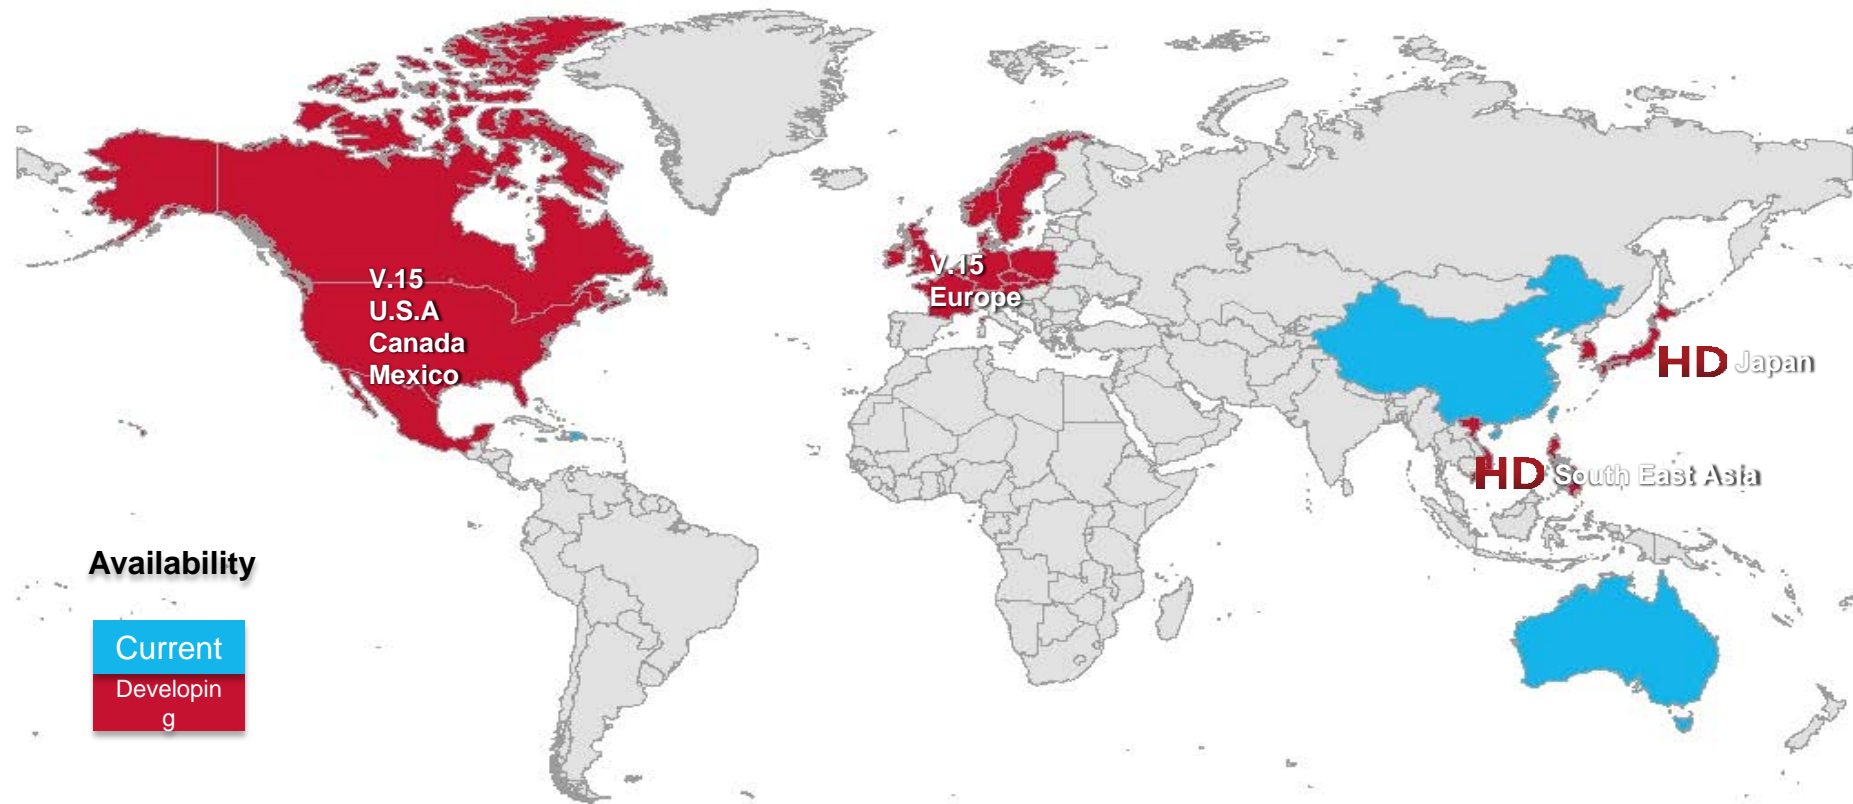 V.15
U.S.A
Canada
Mexico
V.15
Europe
HD Japan
HD South East Asia
Availability
Current
Developin
g